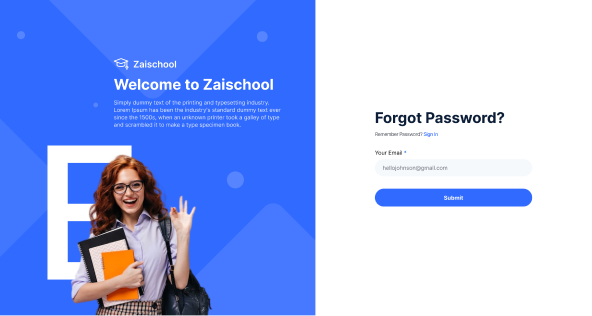 Zaischool
Welcome to Zaischool
Simply dummy text of the printing and typesetting industry.
Lorem Ipsum has been the industry's standard dummy text ever
since the 1500s, when an unknown printer took a galley of type
and scrambled it to make a type specimen book.
E
Forgot Password?
Remember Password? Sign In
Your Email *
hellojohnson@gmail.com
Submit